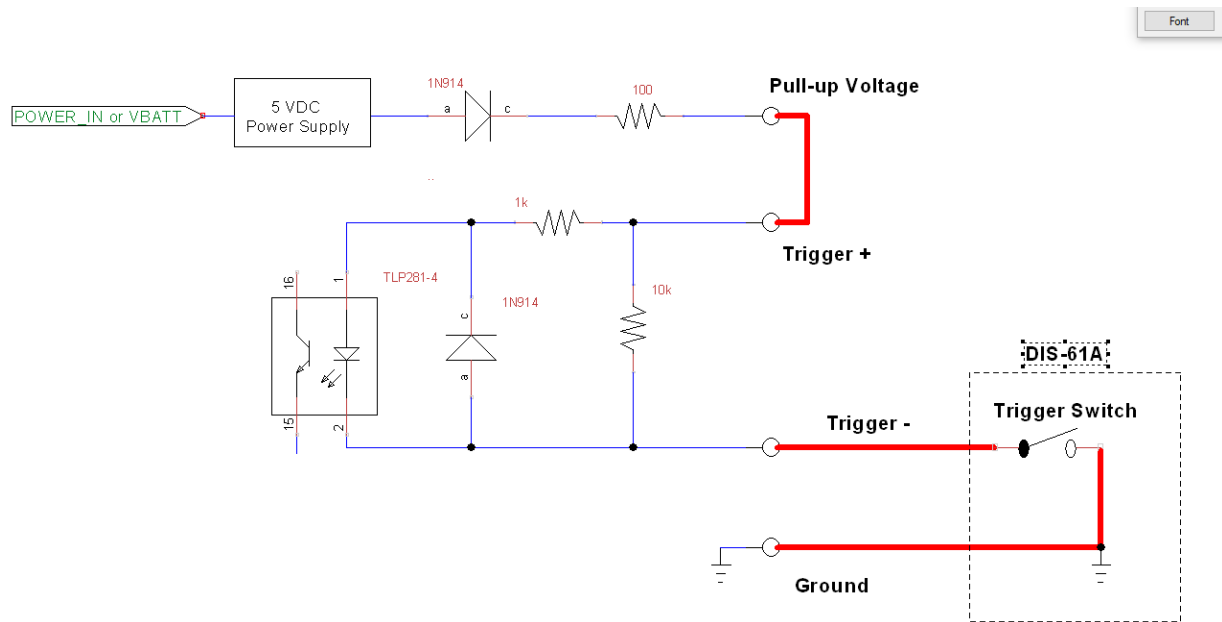 Font
1N914
100
Pull-up Voltage
POWER_IN or VBATT
5 VDC
Power Supply
a
c
1k
Trigger +
TLP281-4
16
1
1N914
10k
c
a
15
2
DIS-61A
Trigger Switch
Trigger -
Ground